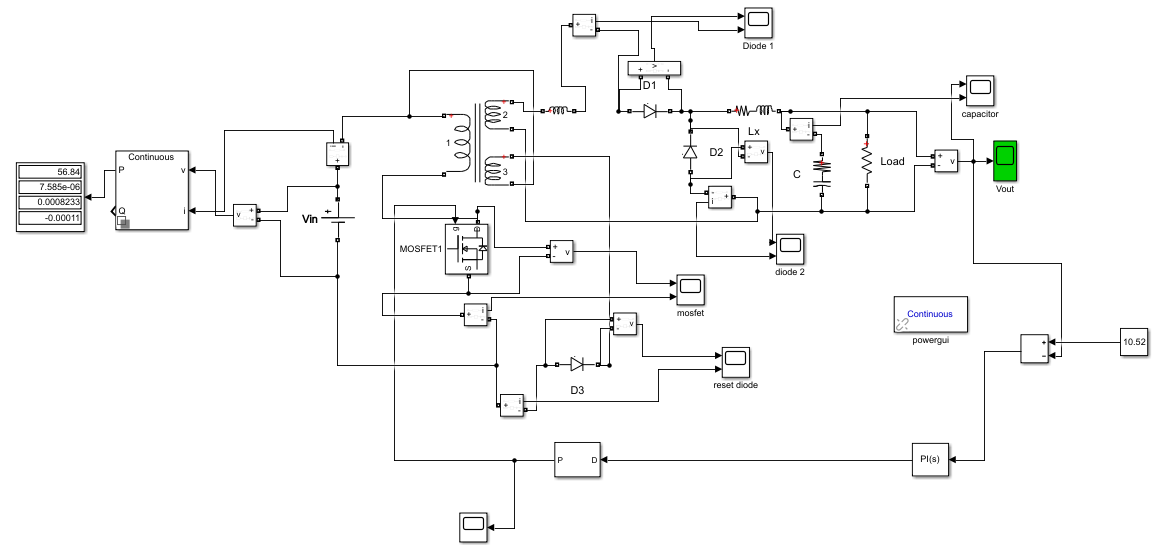 Diode 1
+
-
i
v
+
-
D1
1
2
3
Continuous
P
v
Q
i
56.84
7.585e-06
0.0008233
-0.00011
i
+
v
+
-
Vin
+
Lx
D2
+
-
v
-
+
i
+
i
-
C
Load
+
-
v
capacitor
Vout
diode 2
MOSFET1
g
D
S
+
-
v
mosfet
+
i
-
+
-
v
D3
reset diode
+
i
-
Continuous
powergui
+
−
10.52
P
D
PI(s)